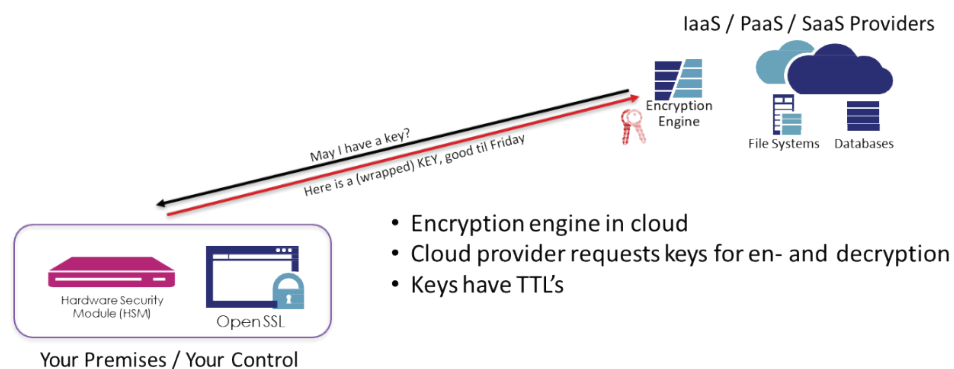 IaaS / PaaS / SaaS Providers
Encryption
Engine
File Systems
Databases
May I have a key?
Here is a (wrapped) KEY, good til Friday
• Encryption engine in cloud
• Cloud provider requests keys for en- and decryption
• Keys have TTL's
Hardware Security
Module (HSM)
Open SSL
Your Premises / Your Control